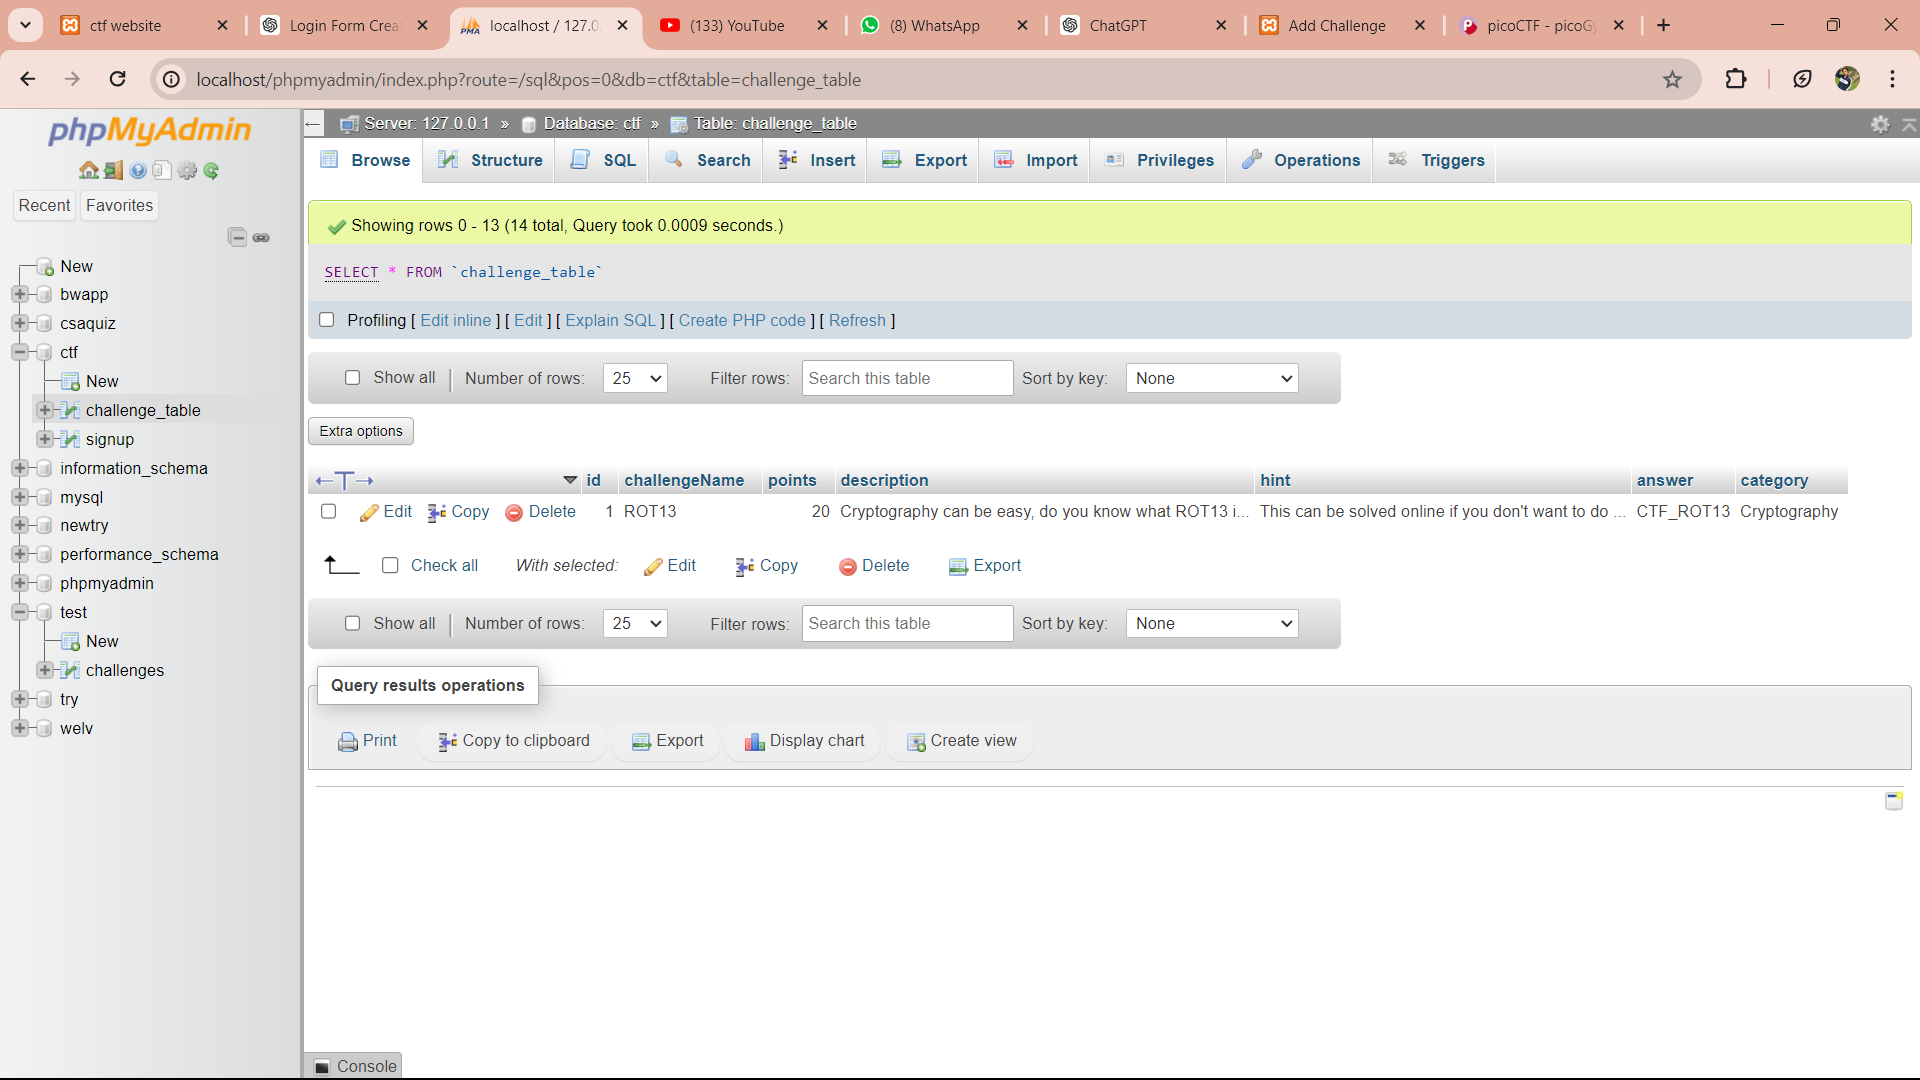 ctf website
Login Form Crea
localhost / 127.0.
(133) YouTube
(8) WhatsApp
ChatGPT
Add Challenge
picoCTF - picoGy
localhost/phpmyadmin/index.php?route=/sql&pos=0&db=ctf&table=challenge_table
phpMyAdmin
Recent
Favorites
New
bwapp
csaquiz
ctf
New
challenge_table
signup
information_schema
mysql
newtry
performance_schema
phpmyadmin
test
New
challenges
try
welv
Server: 127.0.0.1 » Database: ctf » Table: challenge_table
Browse Structure SQL Search Insert Export Import Privileges Operations Triggers
Showing rows 0 - 13 (14 total, Query took 0.0009 seconds.)
SELECT * FROM `challenge_table`
Profiling [ Edit inline ] [ Edit ] [ Explain SQL ] [ Create PHP code ] [ Refresh ]
Show all Number of rows: 25 Filter rows: Search this table Sort by key: None
Extra options
id challengeName points description hint answer category
Edit Copy Delete 1 ROT13 20 Cryptography can be easy, do you know what ROT13 i... This can be solved online if you don't want to do ... CTF_ROT13 Cryptography
Check all With selected: Edit Copy Delete Export
Show all Number of rows: 25 Filter rows: Search this table Sort by key: None
Query results operations
Print Copy to clipboard Export Display chart Create view
Console